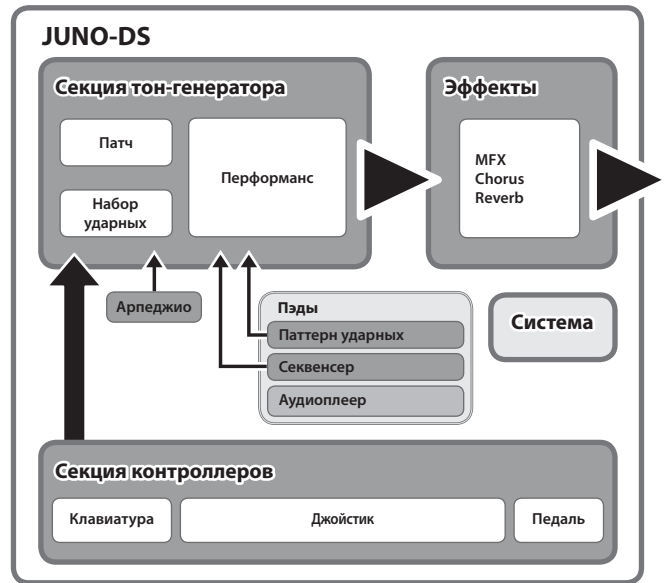 JUNO-DS
Секция тон-генератора
Патч
Набор
ударных
Перформанс
Эффекты
MFX
Chorus
Reverb
Арпеджио
Пэды
Паттерн ударных
Секвенсер
Аудиоплеер
Система
Секция контроллеров
Клавиатура
Джойстик
Педаль